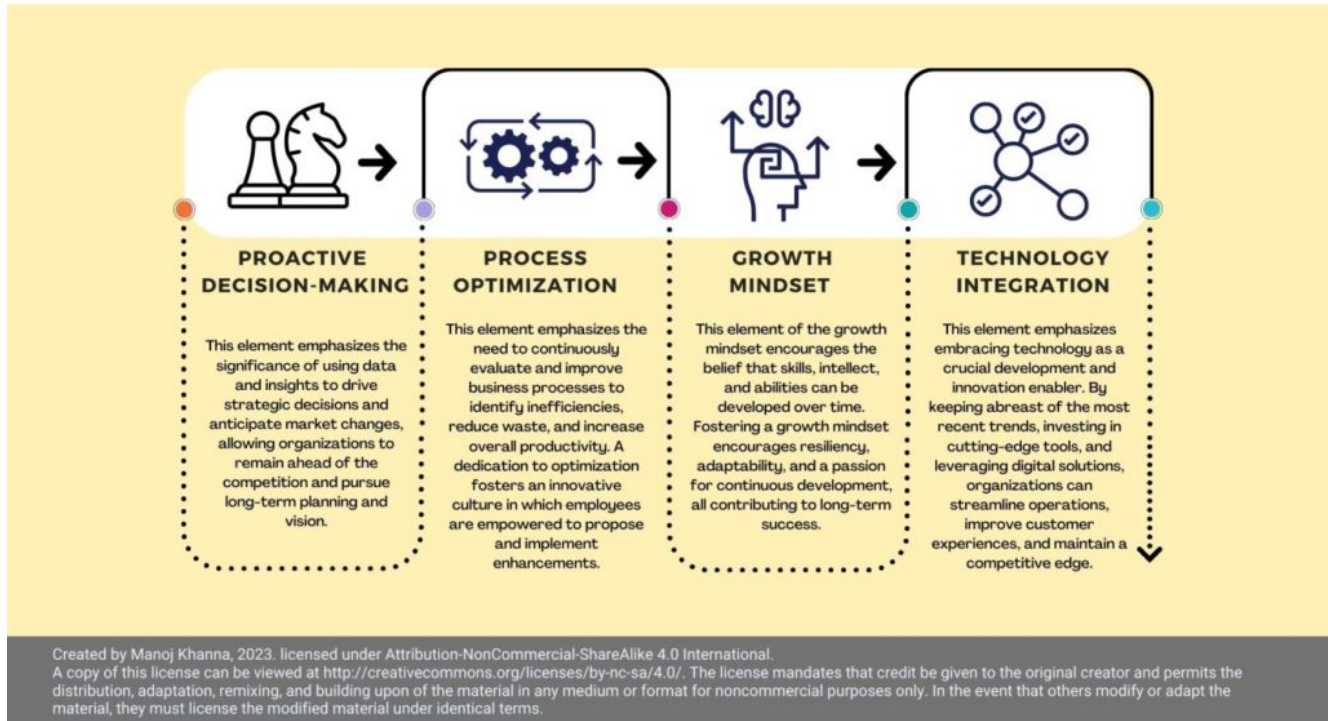 PROACTIVE
DECISION-MAKING
This element emphasizes the
significance of using data
and insights to drive
strategic decisions and
anticipate market changes,
allowing organizations to
remain ahead of the
competition and pursue
long-term planning and
vision.
PROCESS
OPTIMIZATION
This element emphasizes the
need to continuously
evaluate and improve
business processes to
identify inefficiencies,
reduce waste, and increase
overall productivity. A
dedication to optimization
fosters an innovative
culture in which employees
are empowered to propose
and implement
enhancements.
GROWTH
MINDSET
This element of the growth
mindset encourages the
belief that skills, intellect,
and abilities can be
developed over time.
Fostering a growth mindset
encourages resiliency,
adaptability, and a passion
for continuous development,
all contributing to long-term
success.
TECHNOLOGY
INTEGRATION
This element emphasizes
embracing technology as a
crucial development and
innovation enabler. By
keeping abreast of the most
recent trends, investing in
cutting-edge tools, and
leveraging digital solutions,
organizations can
streamline operations,
improve customer
experiences, and maintain a
competitive edge.
Created by Manoj Khanna, 2023. licensed under Attribution-NonCommercial-ShareAlike 4.0 International.
A copy of this license can be viewed at http://creativecommons.org/licenses/by-nc-sa/4.0/. The license mandates that credit be given to the original creator and permits the
distribution, adaptation, remixing, and building upon of the material in any medium or format for noncommercial purposes only. In the event that others modify or adapt the
material, they must license the modified material under identical terms.